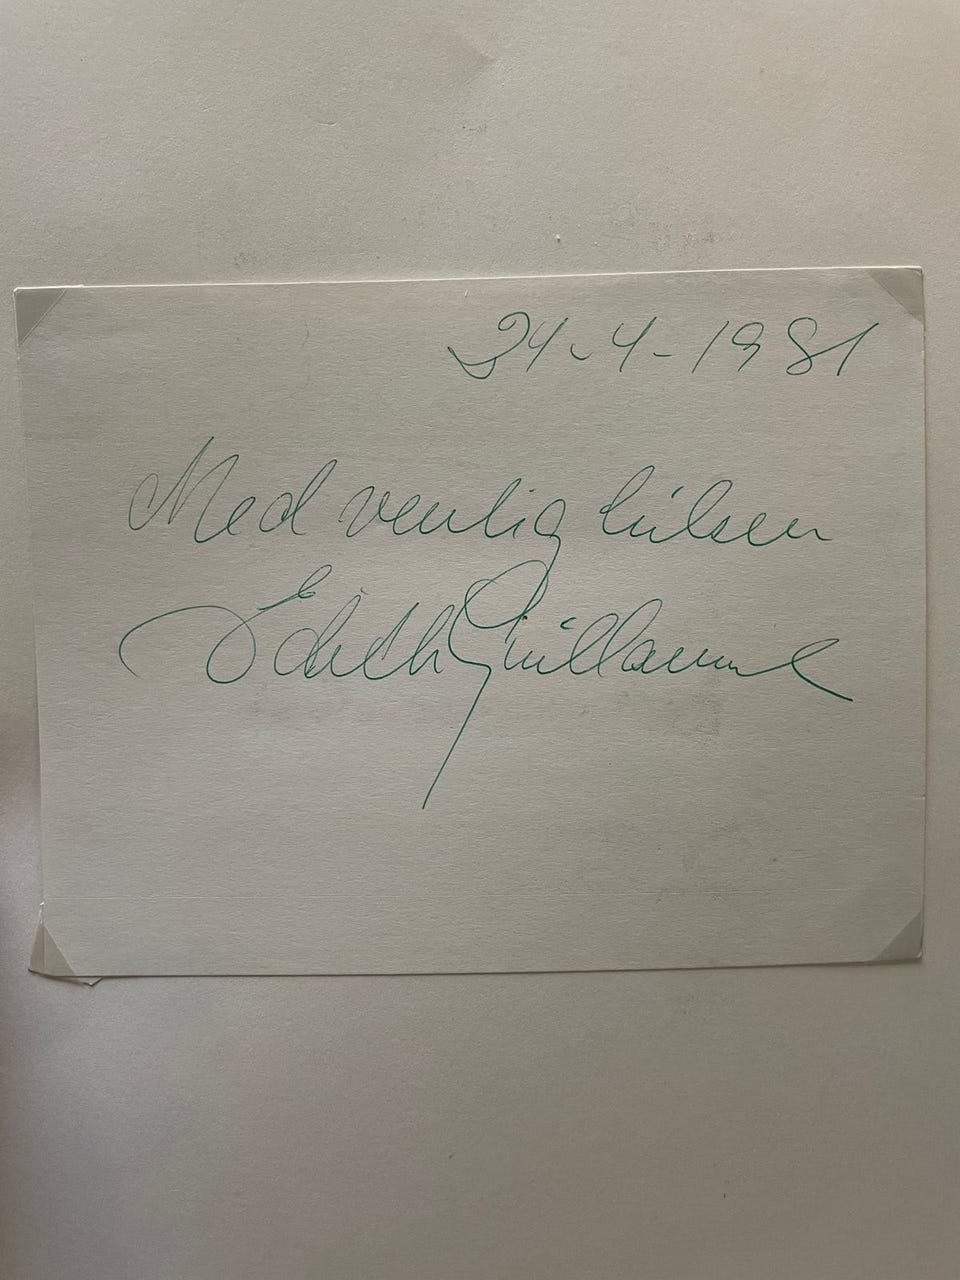 24-4-1981
Med venlig hilsen
Edith Guillaume